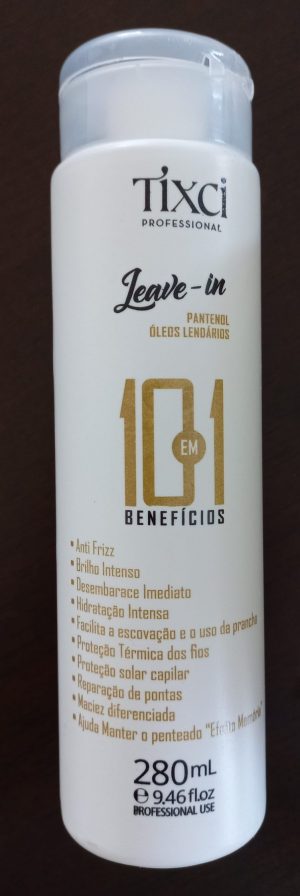 Tixci
PROFESSIONAL
Leave-in
PANTENOL
ÓLEOS LENDÁRIOS
10 EM 1
BENEFÍCIOS
• Anti Frizz
• Brilho Intenso
• Desembarace Imediato
• Hidratação Intensa
• Facilita a escovação e o uso da prancha
• Proteção Térmica dos fios
• Proteção solar capilar
• Reparação de pontas
• Maciez diferenciada
• Ajuda Manter o penteado "Efeito Memória"
280mL
e 9.46 fl.oz
PROFESSIONAL USE